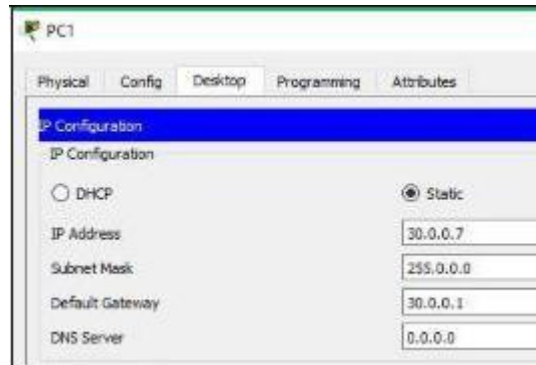 PC1
Physical Config Desktop Programming Attributes
IP Configuration
IP Configuration
DHCP Static
IP Address 30.0.0.7
Subnet Mask 255.0.0.0
Default Gateway 30.0.0.1
DNS Server 0.0.0.0